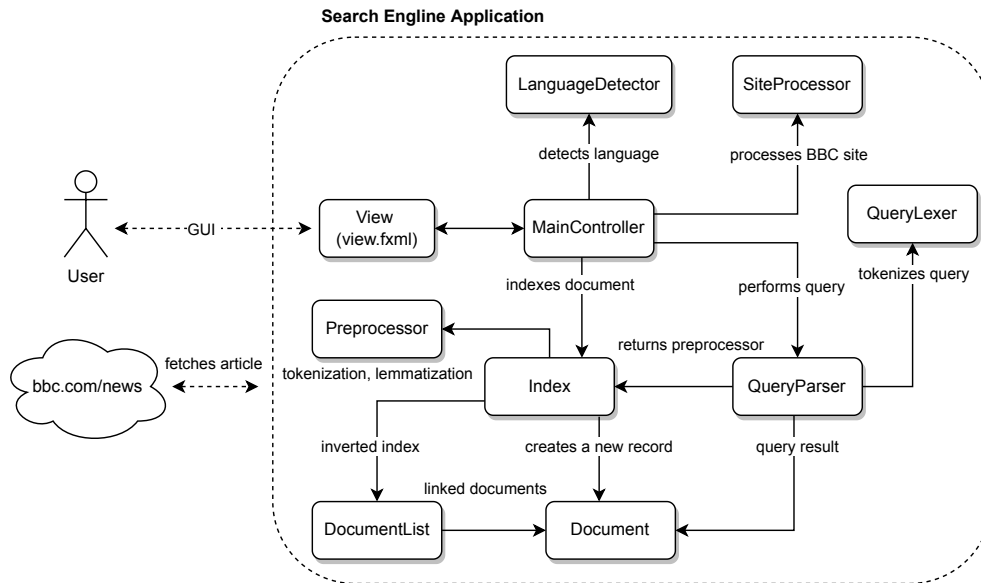 Search Engline Application
LanguageDetector
SiteProcessor
detects language
processes BBC site
QueryLexer
View
(view.fxml)
MainController
GUI
User
tokenizes query
indexes document
performs query
Preprocessor
returns preprocessor
fetches article
tokenization, lemmatization
bbc.com/news
Index
QueryParser
inverted index
creates a new record
query result
linked documents
DocumentList
Document